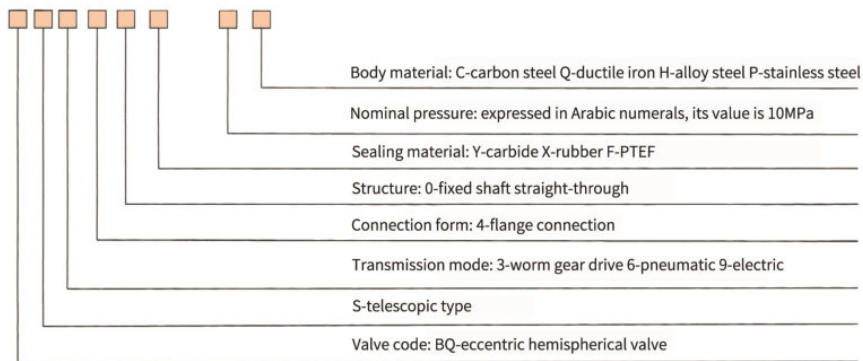 Body material: C-carbon steel Q-ductile iron H-alloy steel P-stainless steel
Nominal pressure: expressed in Arabic numerals, its value is 10MPa
Sealing material: Y-carbide X-rubber F-PTEF
Structure: 0-fixed shaft straight-through
Connection form: 4-flange connection
Transmission mode: 3-worm gear drive 6-pneumatic 9-electric
S-telescopic type
Valve code: BQ-eccentric hemispherical valve